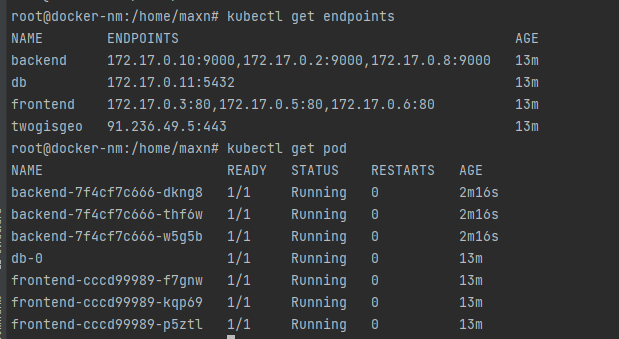 root@docker-nm:/home/maxn# kubectl get endpoints
NAME ENDPOINTS AGE
backend 172.17.0.10:9000,172.17.0.2:9000,172.17.0.8:9000 13m
db 172.17.0.11:5432 13m
frontend 172.17.0.3:80,172.17.0.5:80,172.17.0.6:80 13m
twogisgeo 91.236.49.5:443 13m
root@docker-nm:/home/maxn# kubectl get pod
NAME READY STATUS RESTARTS AGE
backend-7f4cf7c666-dkng8 1/1 Running 0 2m16s
backend-7f4cf7c666-thf6w 1/1 Running 0 2m16s
backend-7f4cf7c666-w5g5b 1/1 Running 0 2m16s
db-0 1/1 Running 0 13m
frontend-cccd99989-f7gnw 1/1 Running 0 13m
frontend-cccd99989-kqp69 1/1 Running 0 13m
frontend-cccd99989-p5ztl 1/1 Running 0 13m